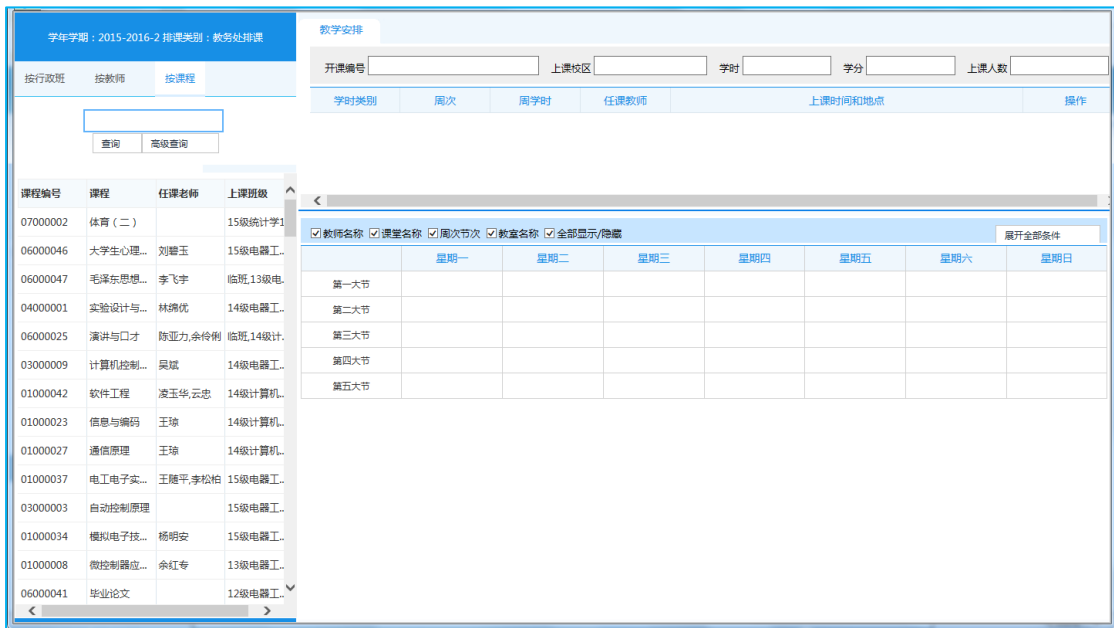 学年学期：2015-2016-2 排课类别：教务处排课
按行政班 按教师 按课程
查询 高级查询
课程编号 课程 任课老师 上课班级
07000002 体育（二） 15级统计学1
06000046 大学生心理... 刘碧玉 15级电器工..
06000047 毛泽东思想... 李飞宇 临班,13级电.
04000001 实验设计与... 林绵优 14级电器工..
06000025 演讲与口才 陈亚力,余伶俐 临班,14级计.
03000009 计算机控制... 吴斌 14级电器工..
01000042 软件工程 凌玉华,云忠 14级计算机..
01000023 信息与编码 王琼 14级计算机..
01000027 通信原理 王琼 14级计算机..
01000037 电工电子实... 王随平,李松柏 15级电器工..
03000003 自动控制原理 15级电器工..
01000034 模拟电子技... 杨明安 15级电器工..
01000008 微控制器应... 余红专 13级电器工..
06000041 毕业论文 12级电器工..
教学安排
开课编号 上课校区 学时 学分 上课人数
学时类别 周次 周学时 任课教师 上课时间和地点 操作
教师名称 课堂名称 周次节次 教室名称 全部显示/隐藏 展开全部条件
星期一 星期二 星期三 星期四 星期五 星期六 星期日
第一大节
第二大节
第三大节
第四大节
第五大节